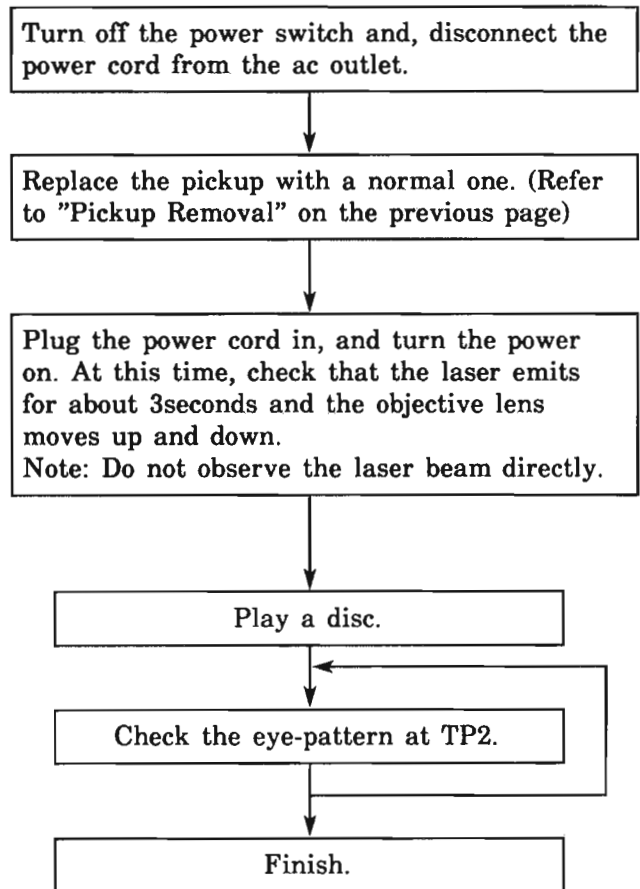 Turn off the power switch and, disconnect the
power cord from the ac outlet.
Replace the pickup with a normal one. (Refer
to "Pickup Removal" on the previous page)
Plug the power cord in, and turn the power
on. At this time, check that the laser emits
for about 3seconds and the objective lens
moves up and down.
Note: Do not observe the laser beam directly.
Play a disc.
Check the eye-pattern at TP2.
Finish.